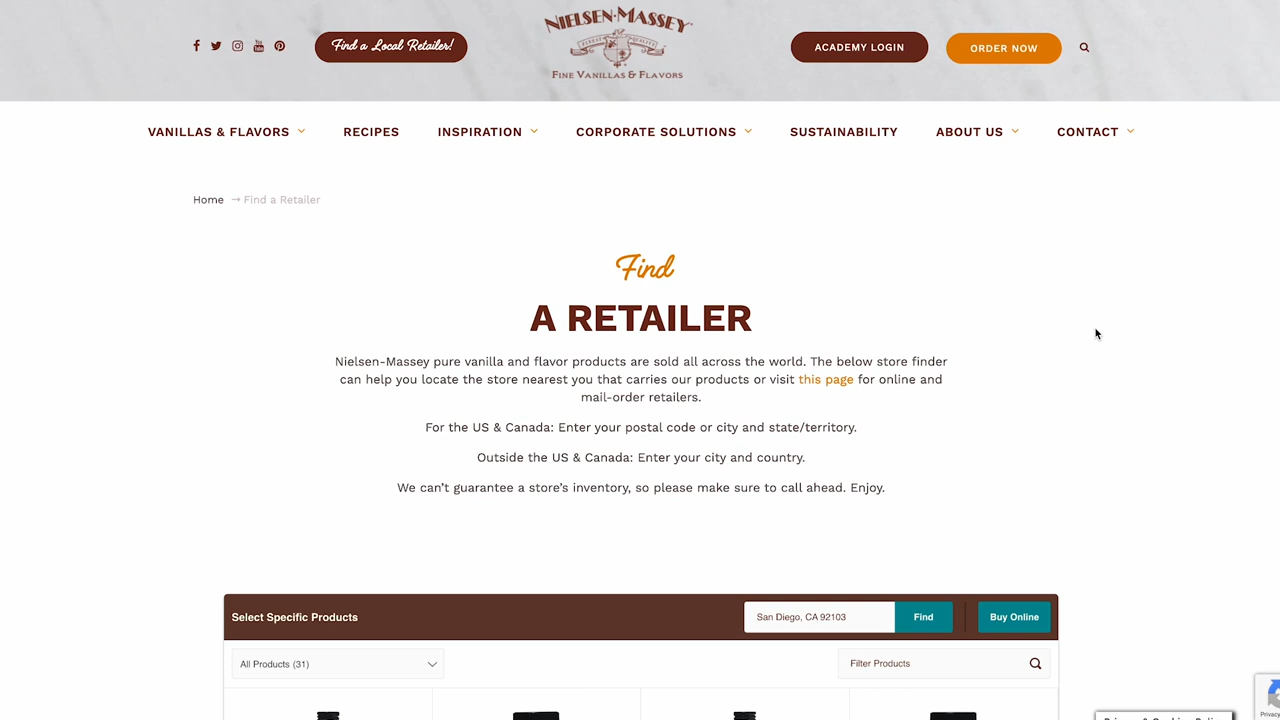 Find a Local Retailer!
NIELSEN-MASSEY
FINE VANILLAS & FLAVORS
ACADEMY LOGIN
ORDER NOW
VANILLAS & FLAVORS
RECIPES
INSPIRATION
CORPORATE SOLUTIONS
SUSTAINABILITY
ABOUT US
CONTACT
Home → Find a Retailer
Find
A RETAILER
Nielsen-Massey pure vanilla and flavor products are sold all across the world. The below store finder
can help you locate the store nearest you that carries our products or visit this page for online and
mail-order retailers.
For the US & Canada: Enter your postal code or city and state/territory.
Outside the US & Canada: Enter your city and country.
We can't guarantee a store's inventory, so please make sure to call ahead. Enjoy.
Select Specific Products
San Diego, CA 92103
Find
Buy Online
All Products (31)
Filter Products